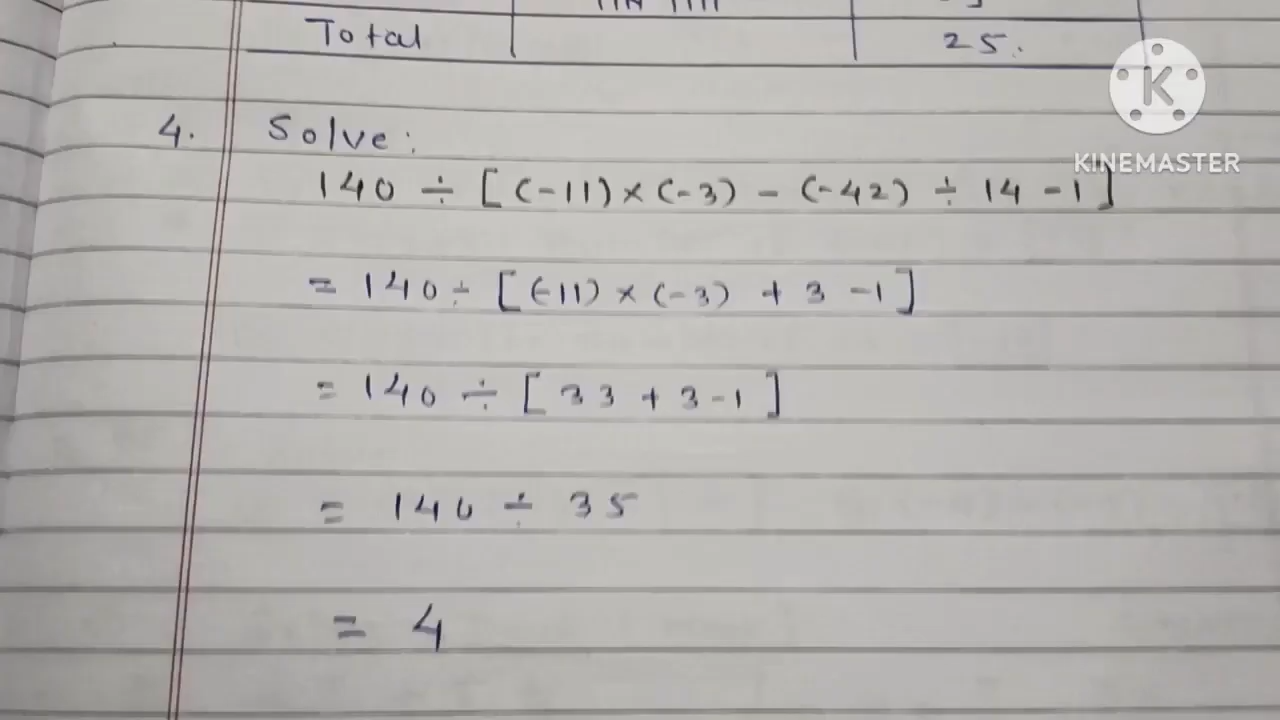 Total 25.
K
KINEMASTER
4. Solve:
140 ÷ [(-11) × (-3) - (-42) ÷ 14 - 1]
= 140 ÷ [(-11) × (-3) + 3 - 1]
= 140 ÷ [33 + 3 - 1]
= 140 ÷ 35
= 4